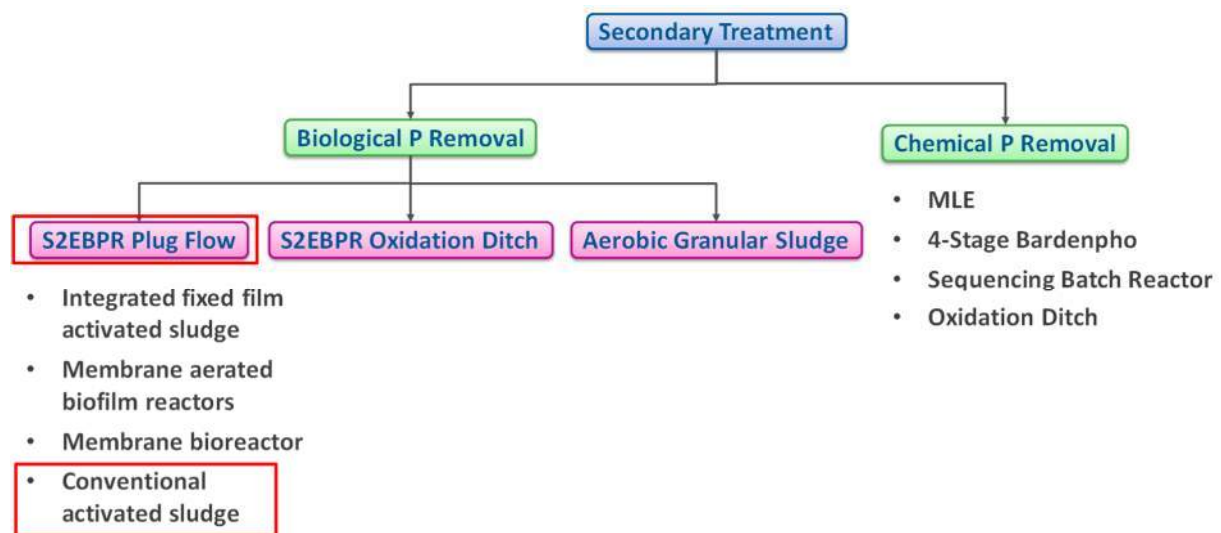 Secondary Treatment
Biological P Removal
Chemical P Removal
S2EBPR Plug Flow
S2EBPR Oxidation Ditch
Aerobic Granular Sludge
• Integrated fixed film
activated sludge
• Membrane aerated
biofilm reactors
• Membrane bioreactor
• Conventional
activated sludge
• MLE
• 4-Stage Bardenpho
• Sequencing Batch Reactor
• Oxidation Ditch